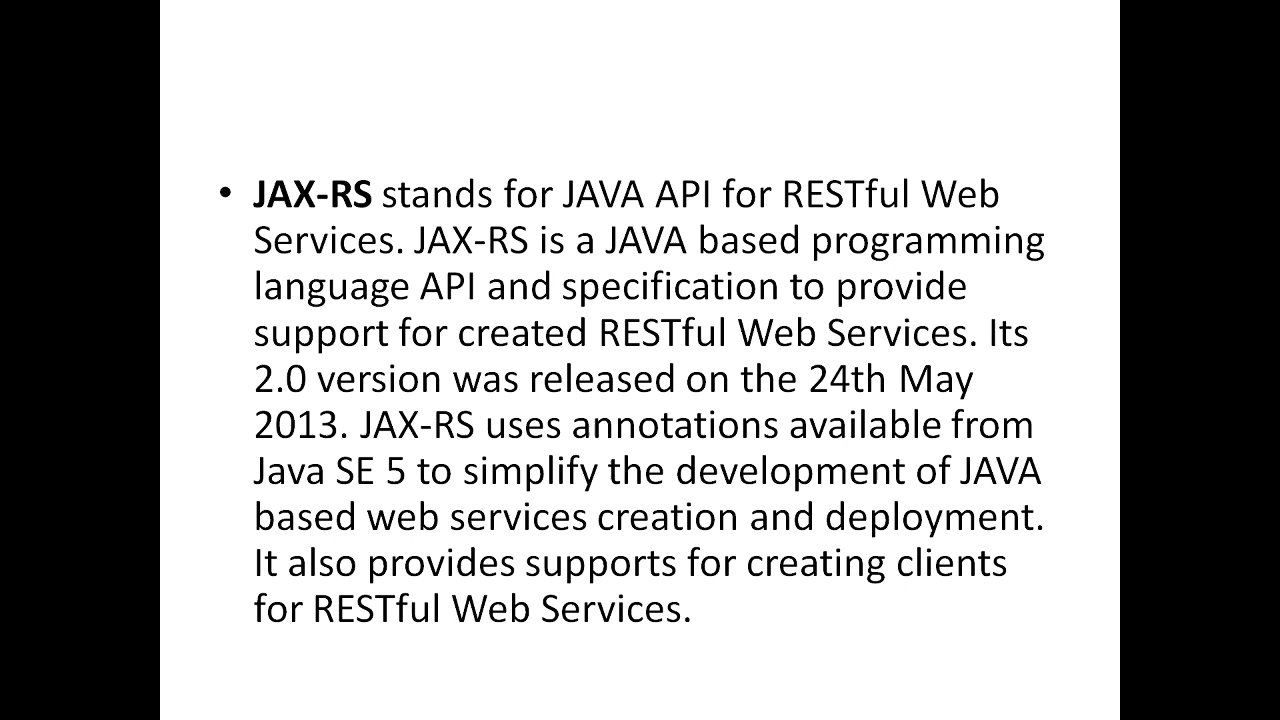 • JAX-RS stands for JAVA API for RESTful Web
Services. JAX-RS is a JAVA based programming
language API and specification to provide
support for created RESTful Web Services. Its
2.0 version was released on the 24th May
2013. JAX-RS uses annotations available from
Java SE 5 to simplify the development of JAVA
based web services creation and deployment.
It also provides supports for creating clients
for RESTful Web Services.